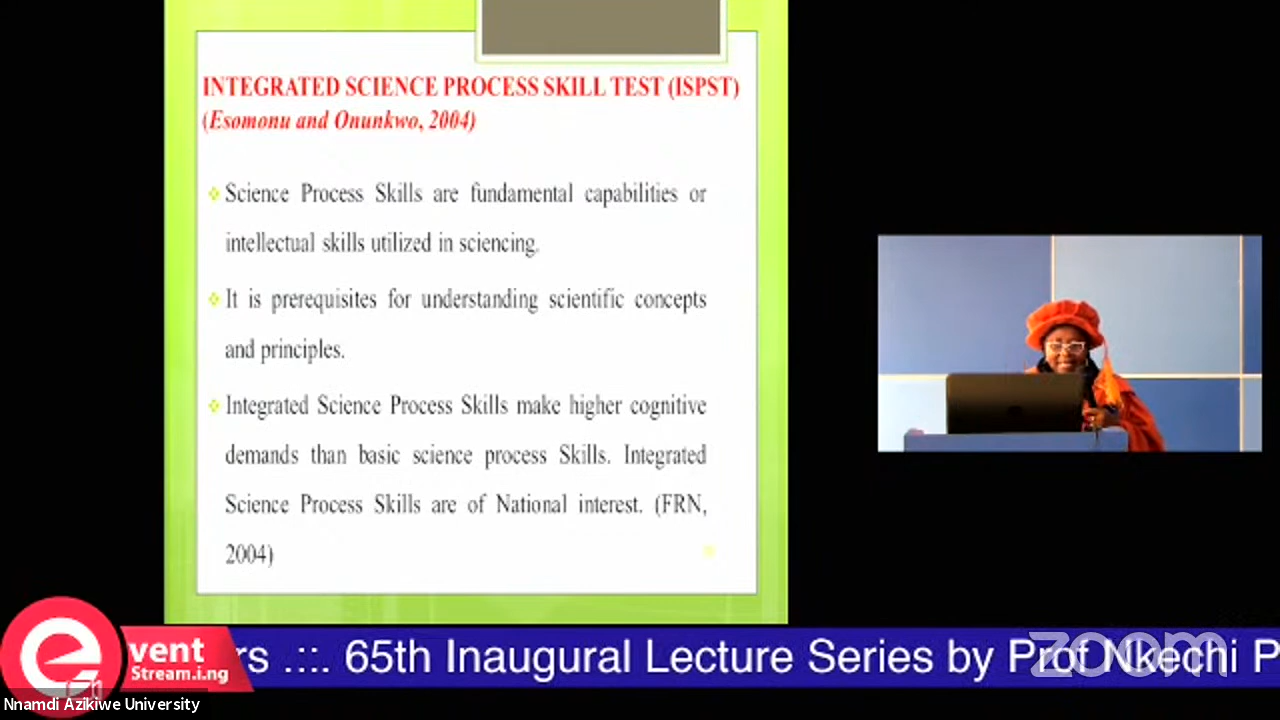 INTEGRATED SCIENCE PROCESS SKILL TEST (ISPST)
(Esomonu and Onunkwo, 2004)
Science Process Skills are fundamental capabilities or
intellectual skills utilized in sciencing.
It is prerequisites for understanding scientific concepts
and principles.
Integrated Science Process Skills make higher cognitive
demands than basic science process Skills. Integrated
Science Process Skills are of National interest. (FRN,
2004)
event
Stream.i.ng
rs .::. 65th Inaugural Lecture Series by Prof Nkechi P
zoom
Nnamdi Azikiwe University